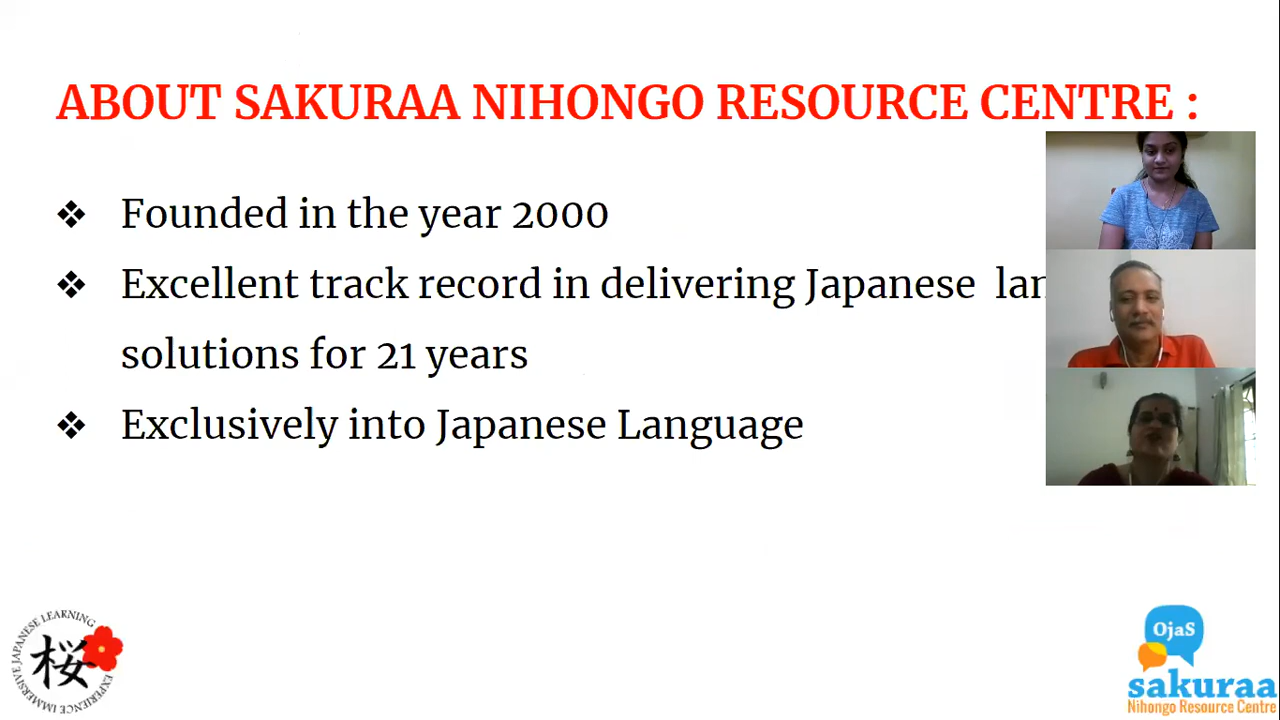 ABOUT SAKURAA NIHONGO RESOURCE CENTRE :
❖ Founded in the year 2000
❖ Excellent track record in delivering Japanese
solutions for 21 years
❖ Exclusively into Japanese Language
EXPERIENCE IMMERSIVE JAPANESE LEARNING
桜
OjaS
sakuraa
Nihongo Resource Centre